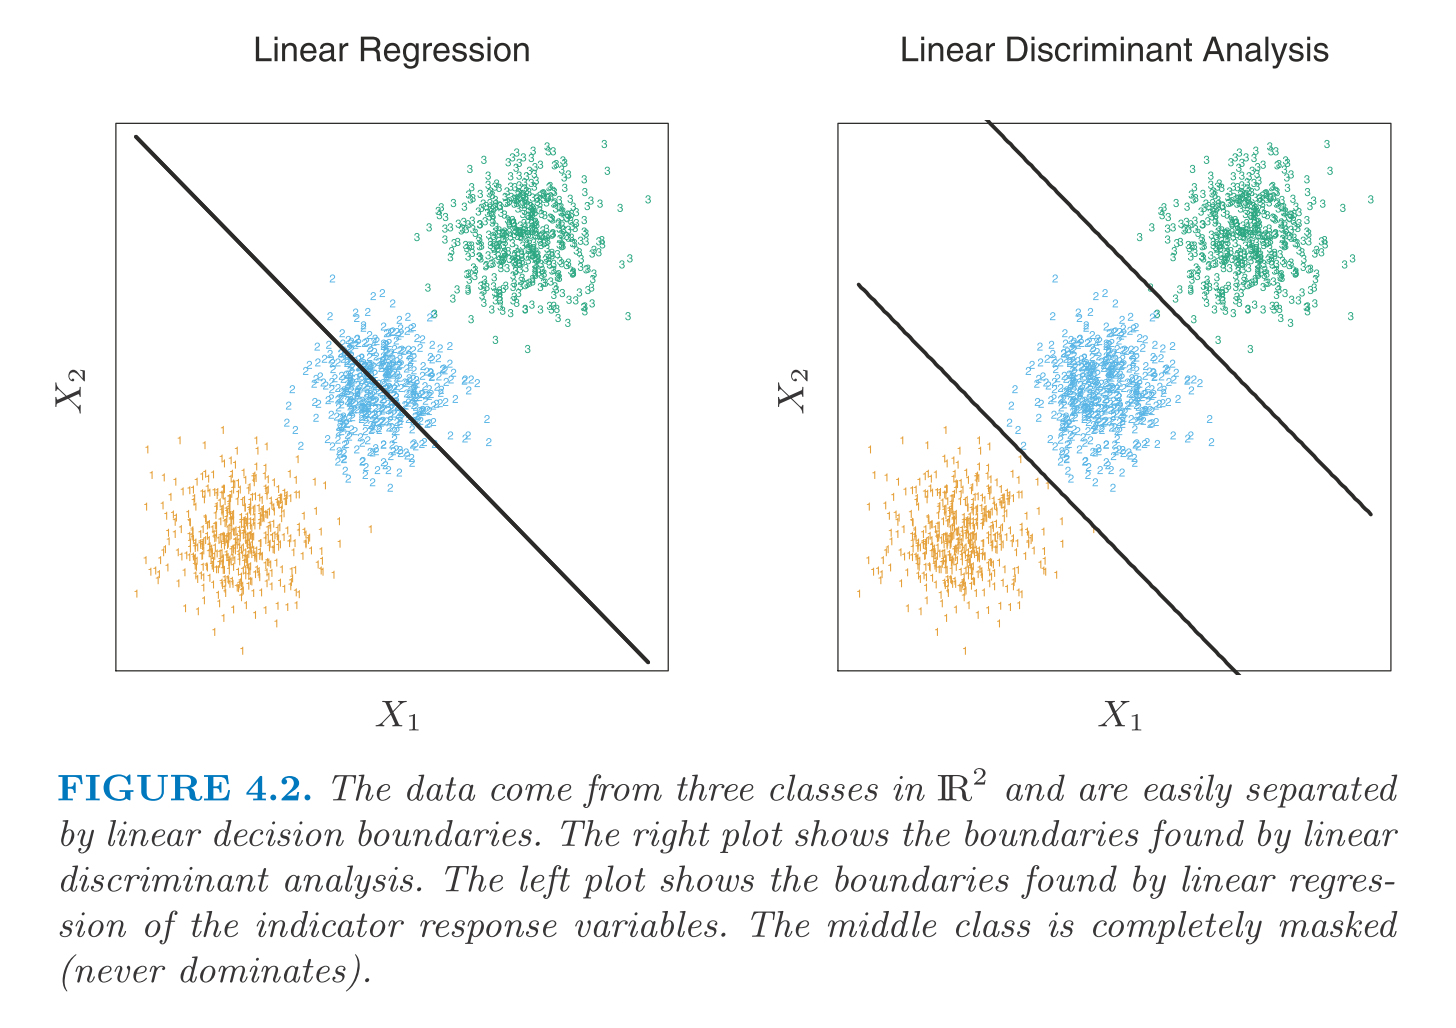 Linear Regression
Linear Discriminant Analysis
X₂
X₁
X₂
X₁
FIGURE 4.2. The data come from three classes in ℝ² and are easily separated
by linear decision boundaries. The right plot shows the boundaries found by linear
discriminant analysis. The left plot shows the boundaries found by linear regres-
sion of the indicator response variables. The middle class is completely masked
(never dominates).